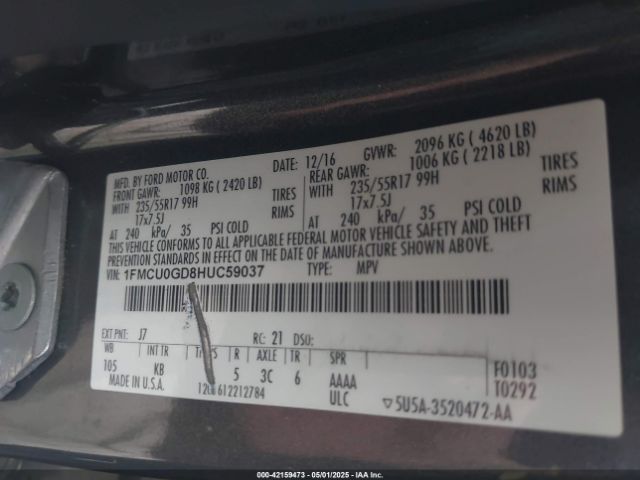 MFD. BY FORD MOTOR CO. DATE: 12/16 GVWR: 2096 KG ( 4620 LB)
FRONT GAWR: 1098 KG ( 2420 LB) REAR GAWR: 1006 KG ( 2218 LB)
WITH 235/55R17 99H TIRES 235/55R17 99H TIRES
17x7.5J RIMS WITH 17x7.5J RIMS
AT 240 kPa/ 35 PSI COLD AT 240 kPa/ 35 PSI COLD
THIS VEHICLE CONFORMS TO ALL APPLICABLE FEDERAL MOTOR VEHICLE SAFETY AND THEFT
PREVENTION STANDARDS IN EFFECT ON THE DATE OF MANUFACTURE SHOWN ABOVE.
VIN: 1FMCU0GD8HUC59037 TYPE: MPV
EXT PNT: J7 RC: 21 DSO:
WB INT TR R AXLE TR SPR F0103
105 KB 5 3C 6 AAAA T0292
MADE IN U.S.A. 612212784 ULC ▽5U5A-3520472-AA
000-42159473 - 05/01/2025 - IAA Inc.